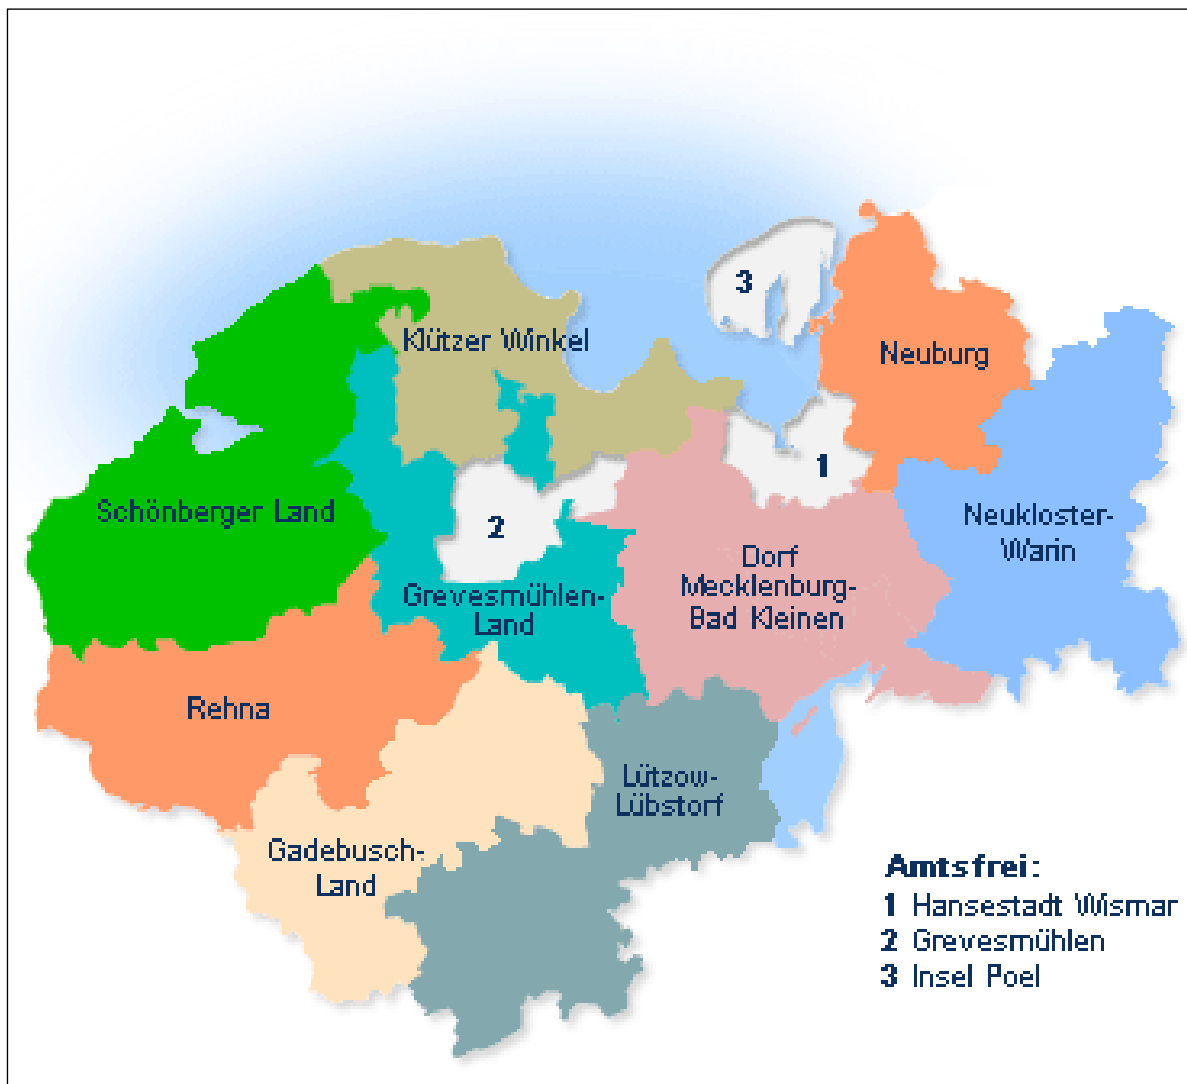 3
Klützer Winkel
Neuburg
1
Schönberger Land
2
Neukloster-
Warin
Dorf
Mecklenburg-
Bad Kleinen
Grevesmühlen-
Land
Rehna
Lützow-
Lübstorf
Gadebusch-
Land
Amtsfrei:
1 Hansestadt Wismar
2 Grevesmühlen
3 Insel Poel